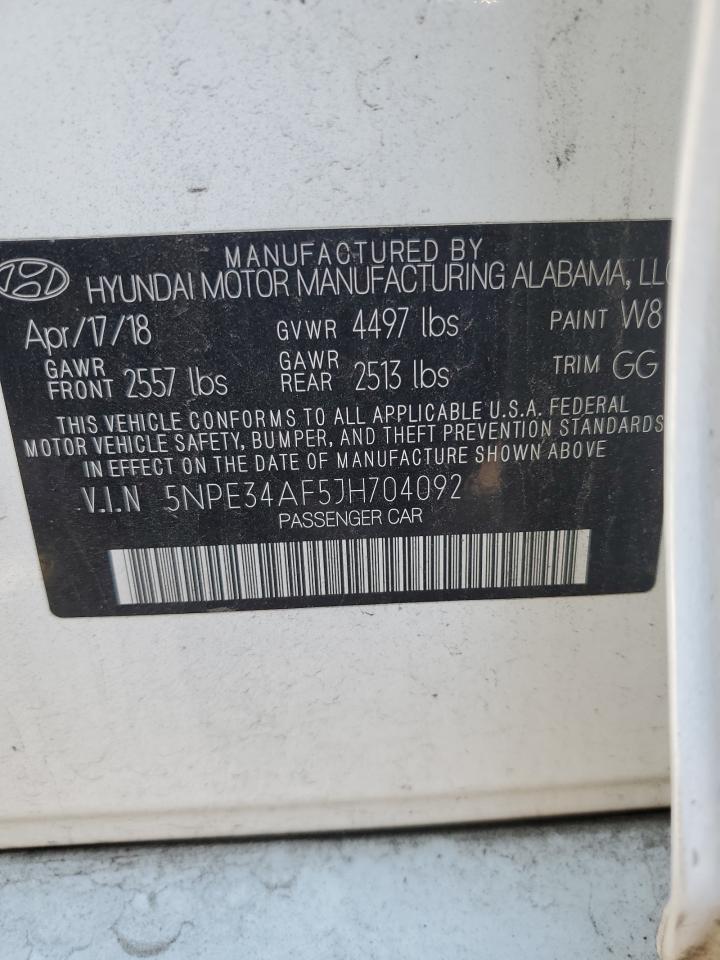 MANUFACTURED BY
HYUNDAI MOTOR MANUFACTURING ALABAMA, LLC
Apr/17/18 GVWR 4497 lbs PAINT W8
GAWR FRONT 2557 lbs GAWR REAR 2513 lbs TRIM GG
THIS VEHICLE CONFORMS TO ALL APPLICABLE U.S.A. FEDERAL
MOTOR VEHICLE SAFETY, BUMPER, AND THEFT PREVENTION STANDARDS
IN EFFECT ON THE DATE OF MANUFACTURE SHOWN ABOVE
V.I.N 5NPE34AF5JH704092
PASSENGER CAR